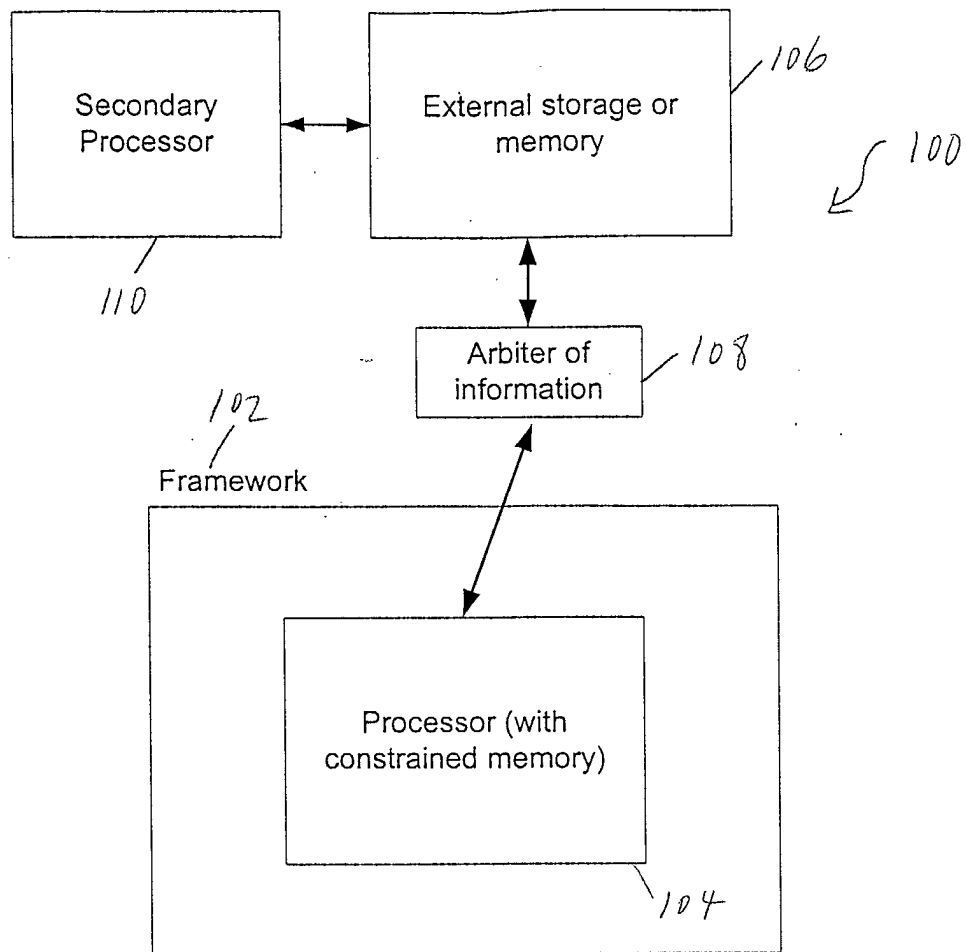 Secondary
Processor
External storage or
memory
106
100
110
Arbiter of
information
108
102
Framework
Processor (with
constrained memory)
104